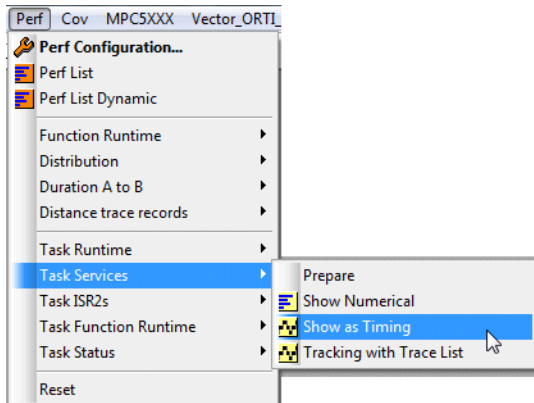 Perf Cov MPC5XXX Vector_ORTI_
Perf Configuration...
Perf List
Perf List Dynamic
Function Runtime
Distribution
Duration A to B
Distance trace records
Task Runtime
Task Services
Prepare
Task ISR2s
Show Numerical
Task Function Runtime
Show as Timing
Task Status
Tracking with Trace List
Reset